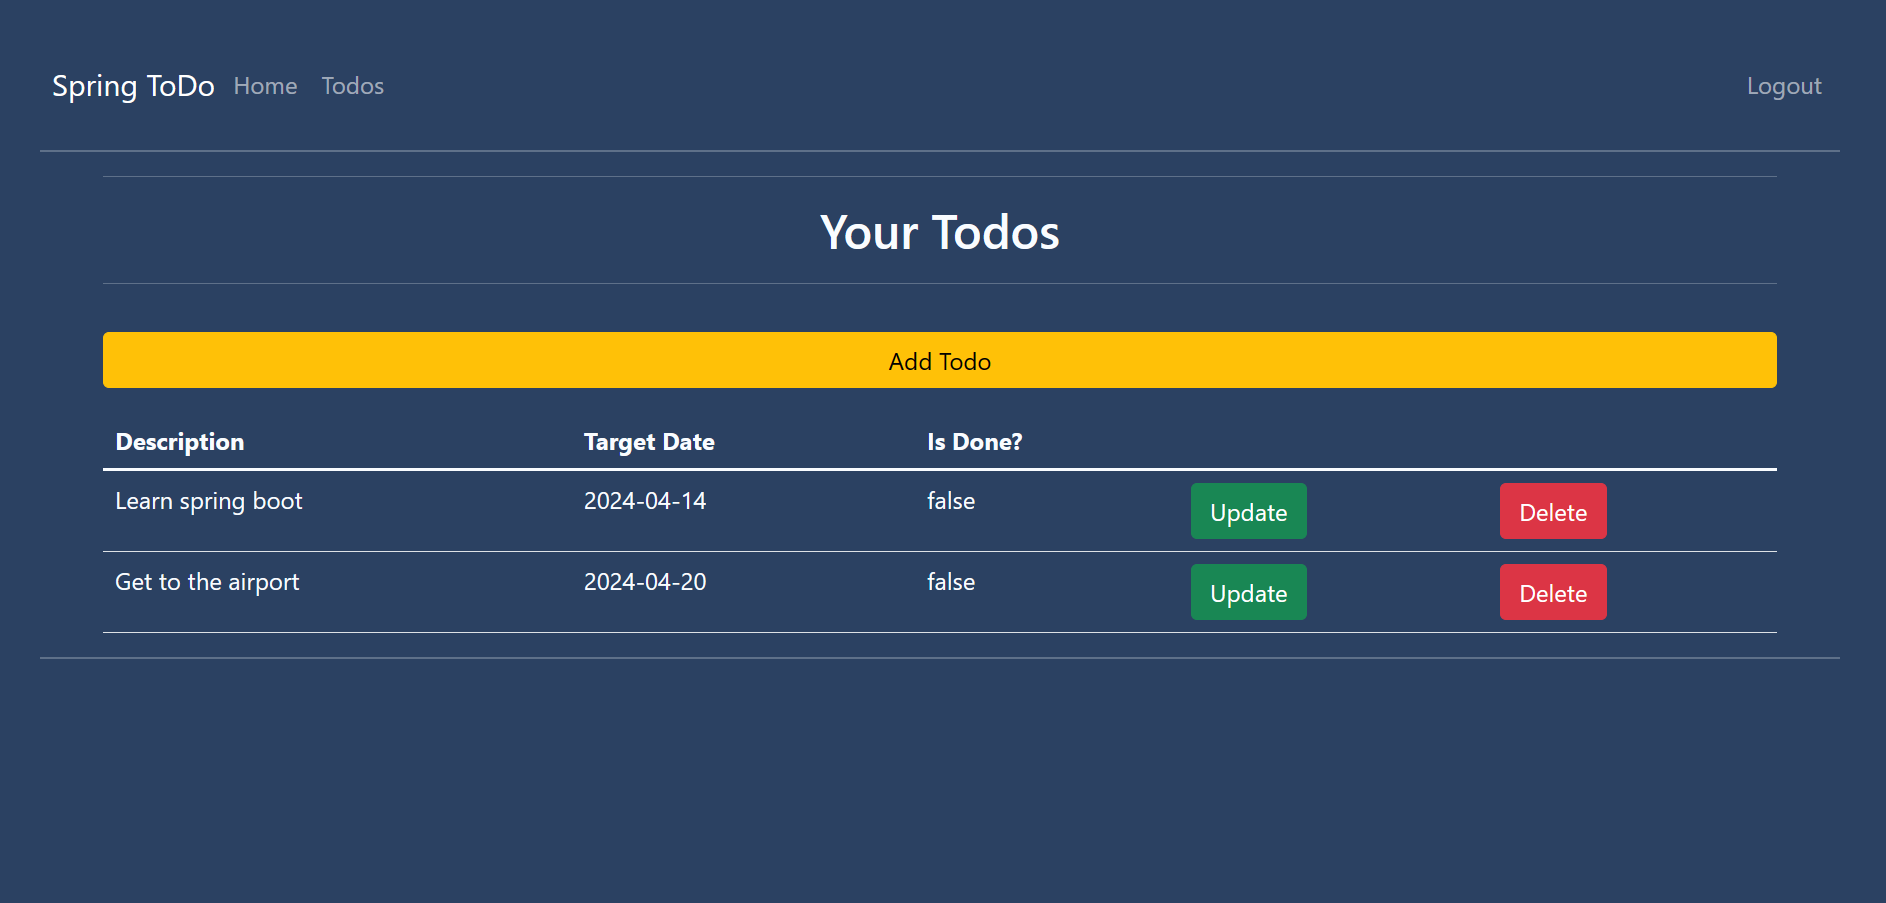 Spring ToDo Home Todos Logout
Your Todos
Add Todo
Description Target Date Is Done?
Learn spring boot 2024-04-14 false Update Delete
Get to the airport 2024-04-20 false Update Delete